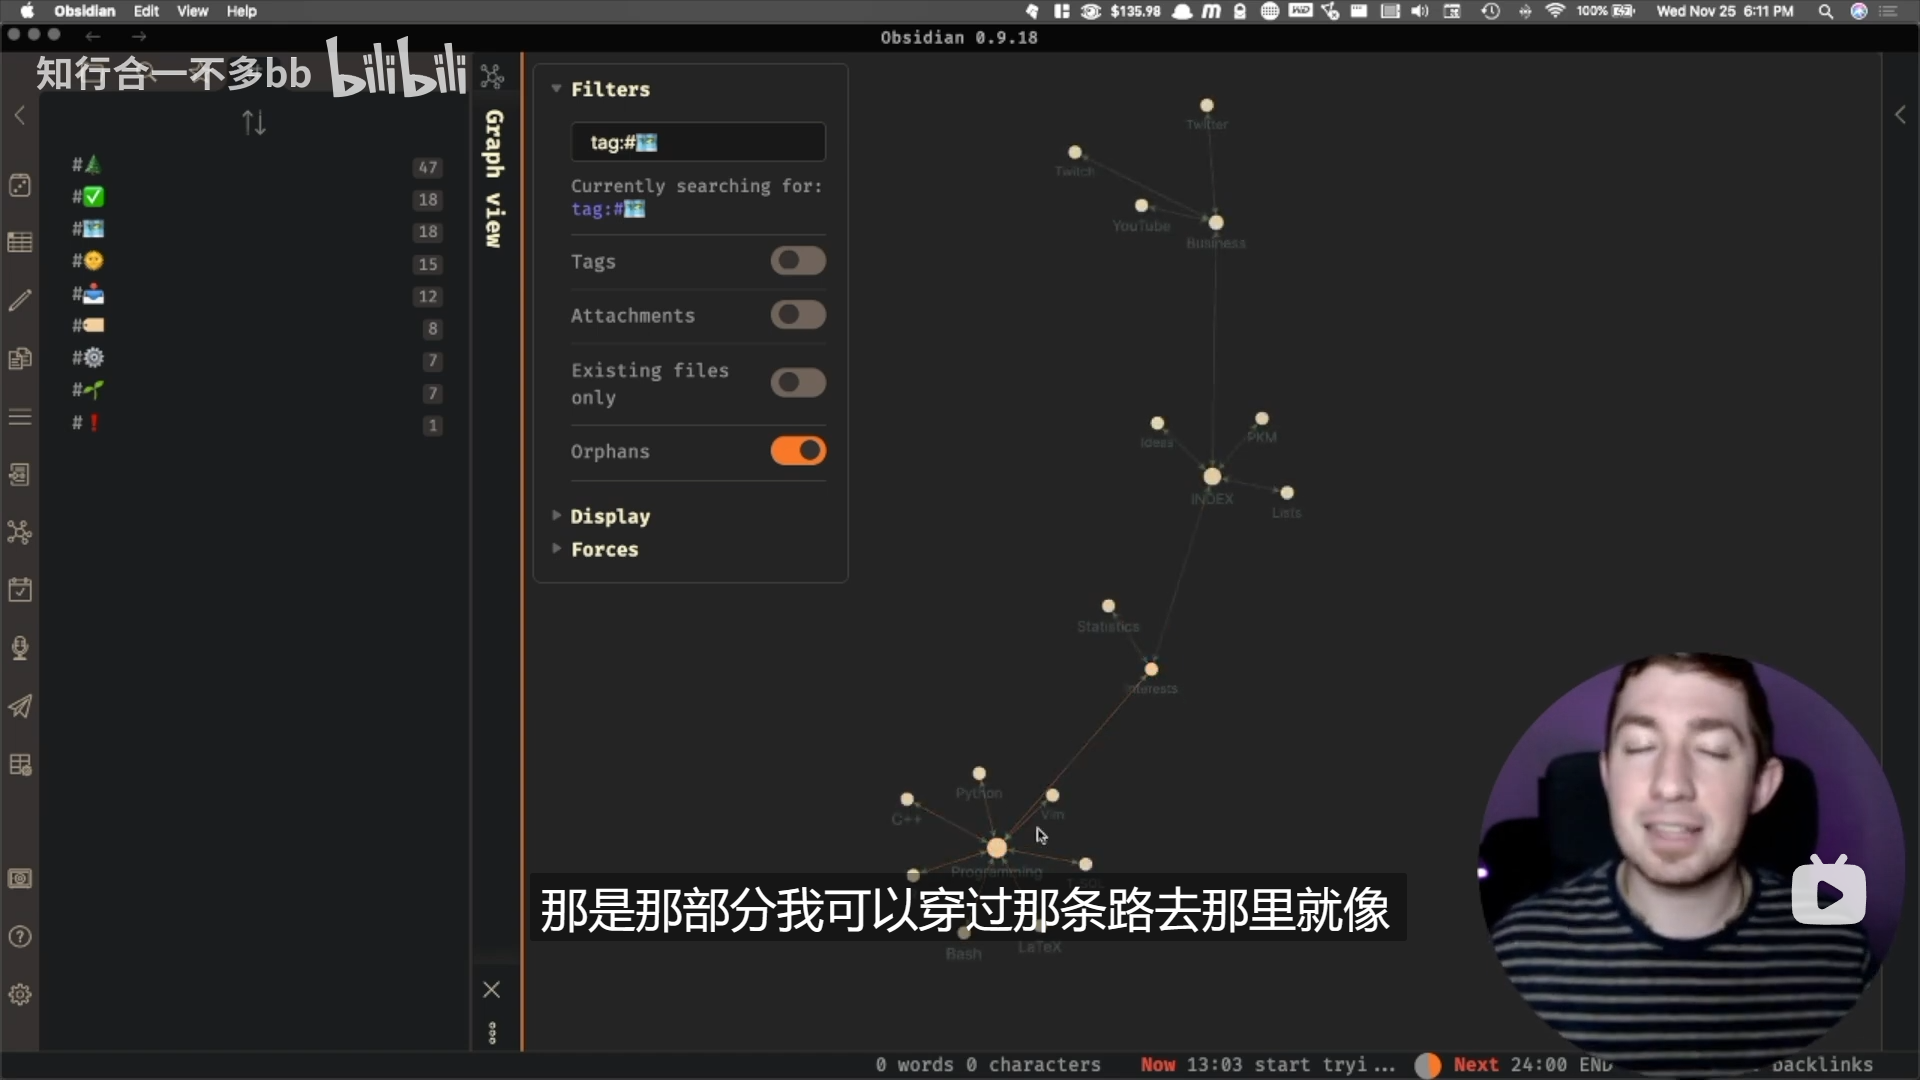 Obsidian Edit View Help
$135.98
100%
Wed Nov 25 6:11 PM
Obsidian 0.9.18
知行合一不多bb bilibili
#🌲 47
#✅ 18
#🗺️ 18
#🌞 15
#📥 12
#🏷️ 8
#⚙️ 7
#🌱 7
#❗ 1
Graph view
Filters
tag:#🗺️
Currently searching for:
tag:#🗺️
Tags
Attachments
Existing files
only
Orphans
Display
Forces
Twitter
Twitch
YouTube
Business
Ideas
PKM
INDEX
Lists
Statistics
Interests
Python
Vim
C++
Programming
那是那部分我可以穿过那条路去那里就像
LaTeX
Bash
0 words 0 characters Now 13:03 start tryi... Next 24:00 END backlinks